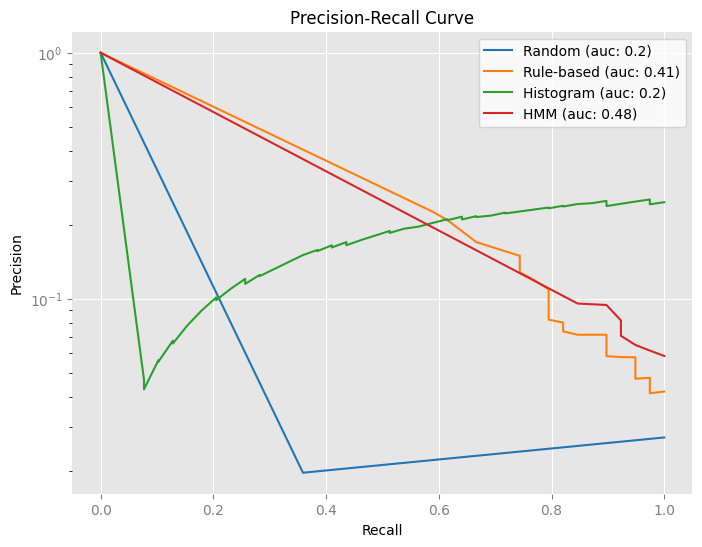 Precision-Recall Curve
10⁰
10⁻¹
Precision
Random (auc: 0.2)
Rule-based (auc: 0.41)
Histogram (auc: 0.2)
HMM (auc: 0.48)
0.0 0.2 0.4 0.6 0.8 1.0
Recall